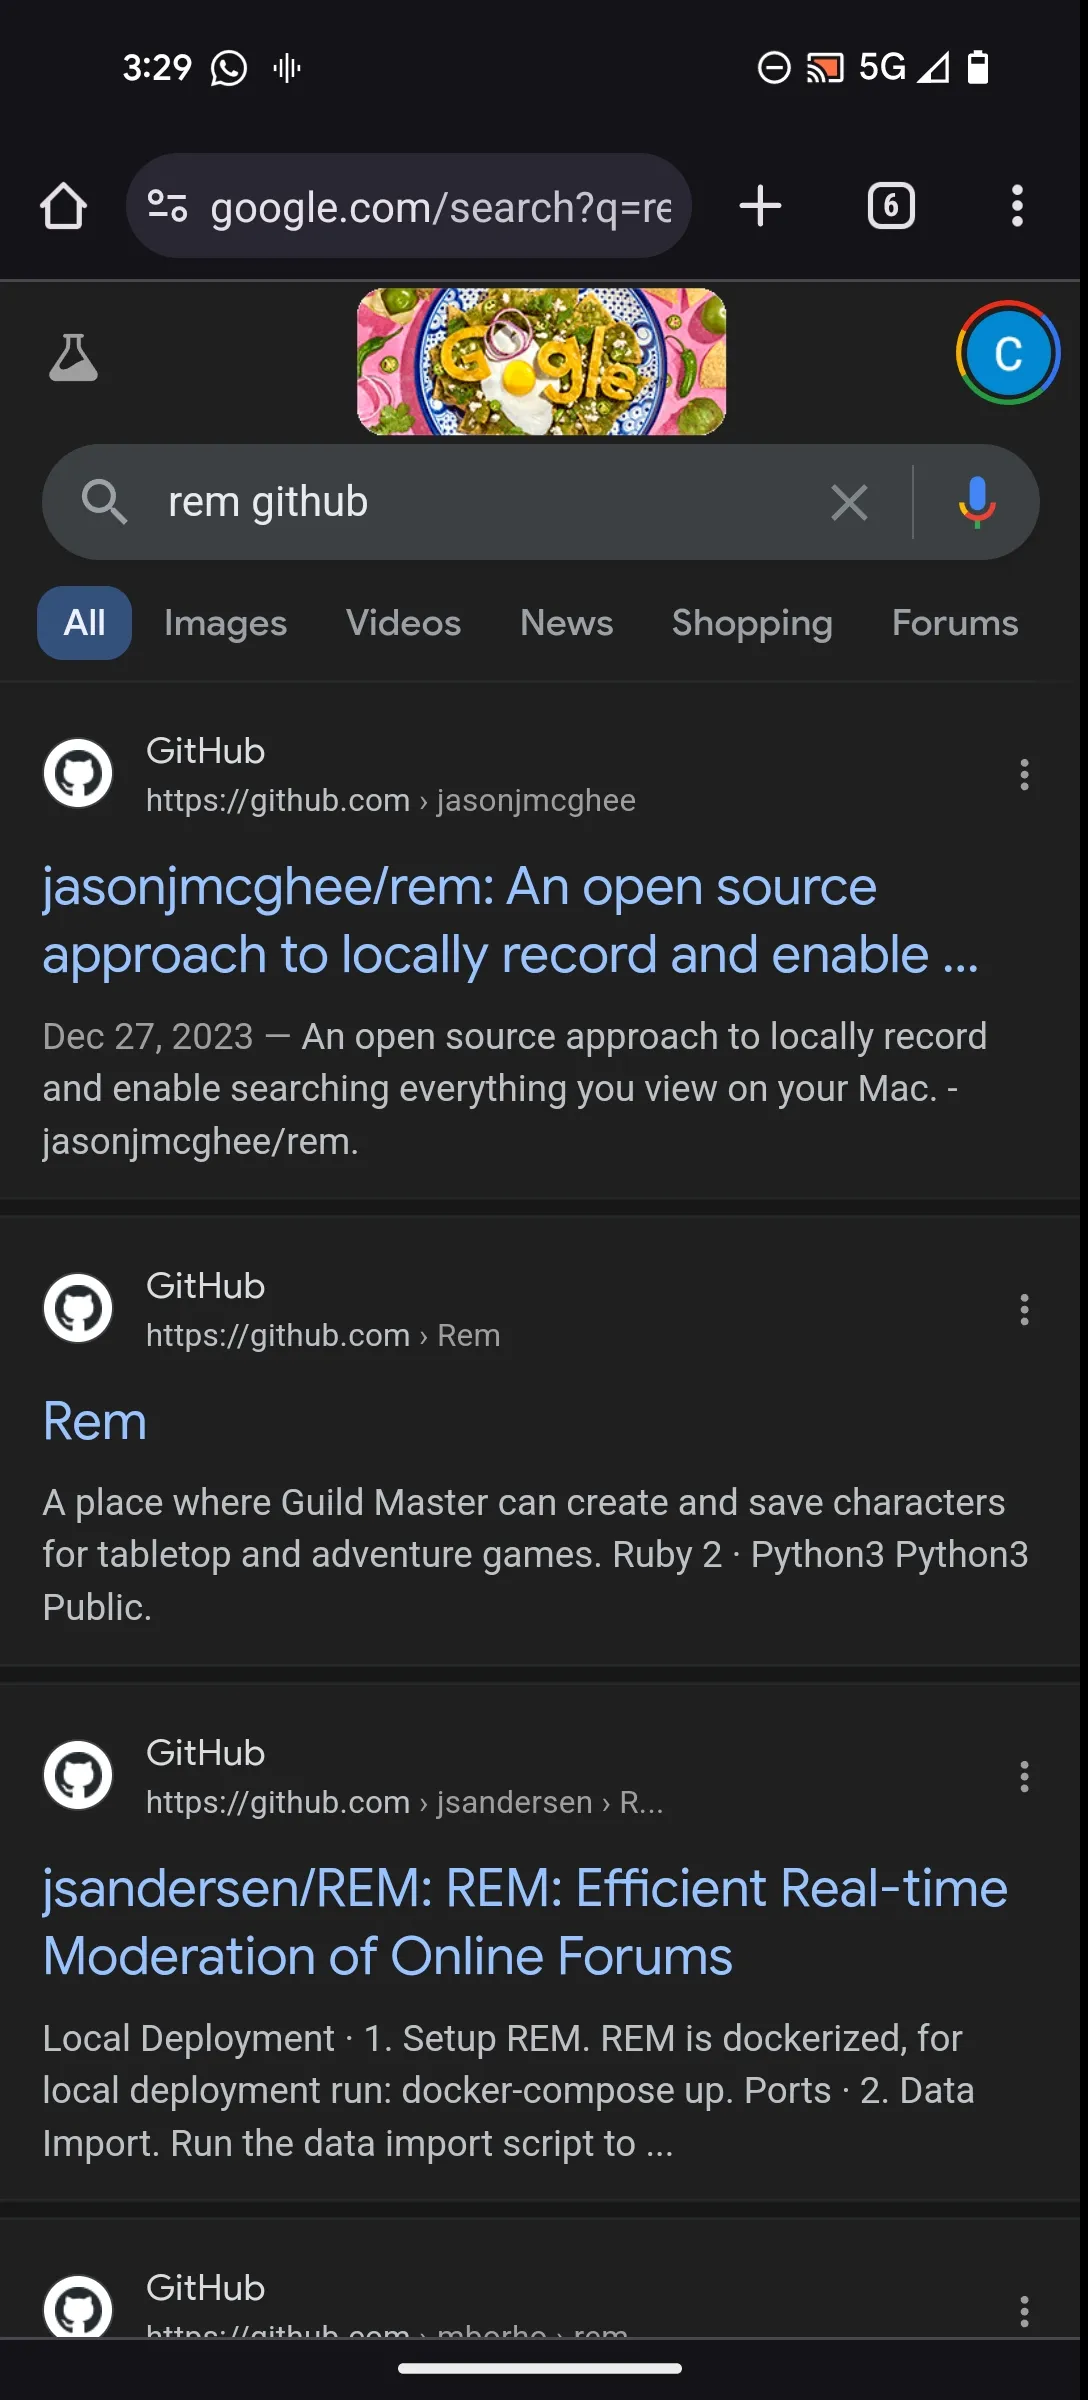 3:29
5G
google.com/search?q=re
6
Google
C
rem github
All Images Videos News Shopping Forums
GitHub
https://github.com › jasonjmcghee
jasonjmcghee/rem: An open source
approach to locally record and enable ...
Dec 27, 2023 — An open source approach to locally record
and enable searching everything you view on your Mac. -
jasonjmcghee/rem.
GitHub
https://github.com › Rem
Rem
A place where Guild Master can create and save characters
for tabletop and adventure games. Ruby 2 · Python3 Python3
Public.
GitHub
https://github.com › jsandersen › R...
jsandersen/REM: REM: Efficient Real-time
Moderation of Online Forums
Local Deployment · 1. Setup REM. REM is dockerized, for
local deployment run: docker-compose up. Ports · 2. Data
Import. Run the data import script to ...
GitHub
https://github.com › mborho › rem